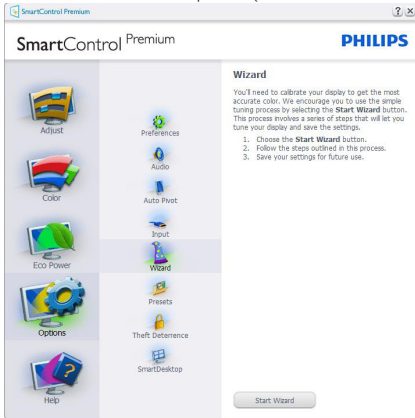 SmartControl Premium
SmartControl Premium
PHILIPS
Adjust
Color
Eco Power
Options
Help
Preferences
Audio
Auto Pivot
Input
Wizard
Presets
Theft Deterrence
SmartDesktop
Wizard
You'll need to calibrate your display to get the most
accurate color. We encourage you to use the simple
tuning process by selecting the Start Wizard button.
This process involves a series of steps that will let you
tune your display and save the settings.
1. Choose the Start Wizard button.
2. Follow the steps outlined in this process.
3. Save your settings for future use.
Start Wizard